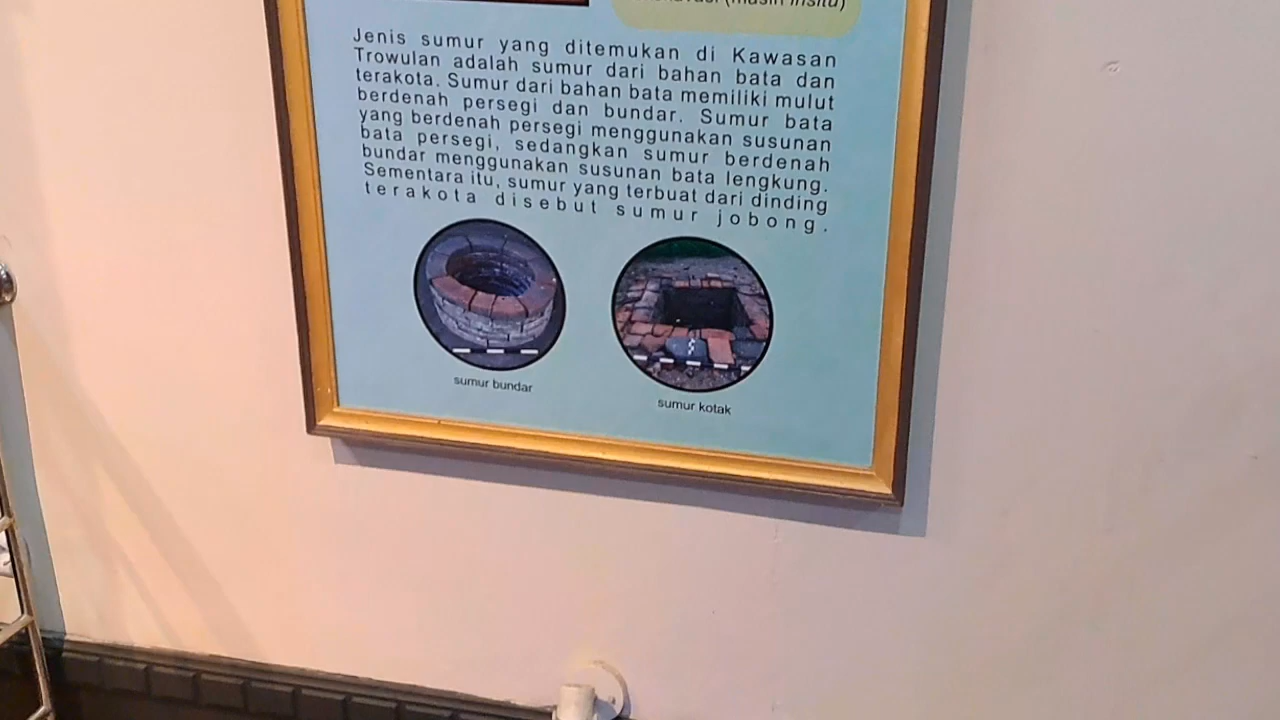 (masih insitu)
Jenis sumur yang ditemukan di Kawasan
Trowulan adalah sumur dari bahan bata dan
terakota. Sumur dari bahan bata memiliki mulut
berdenah persegi dan bundar. Sumur bata
yang berdenah persegi menggunakan susunan
bata persegi, sedangkan sumur berdenah
bundar menggunakan susunan bata lengkung.
Sementara itu, sumur yang terbuat dari dinding
terakota disebut sumur jobong.
sumur bundar
sumur kotak